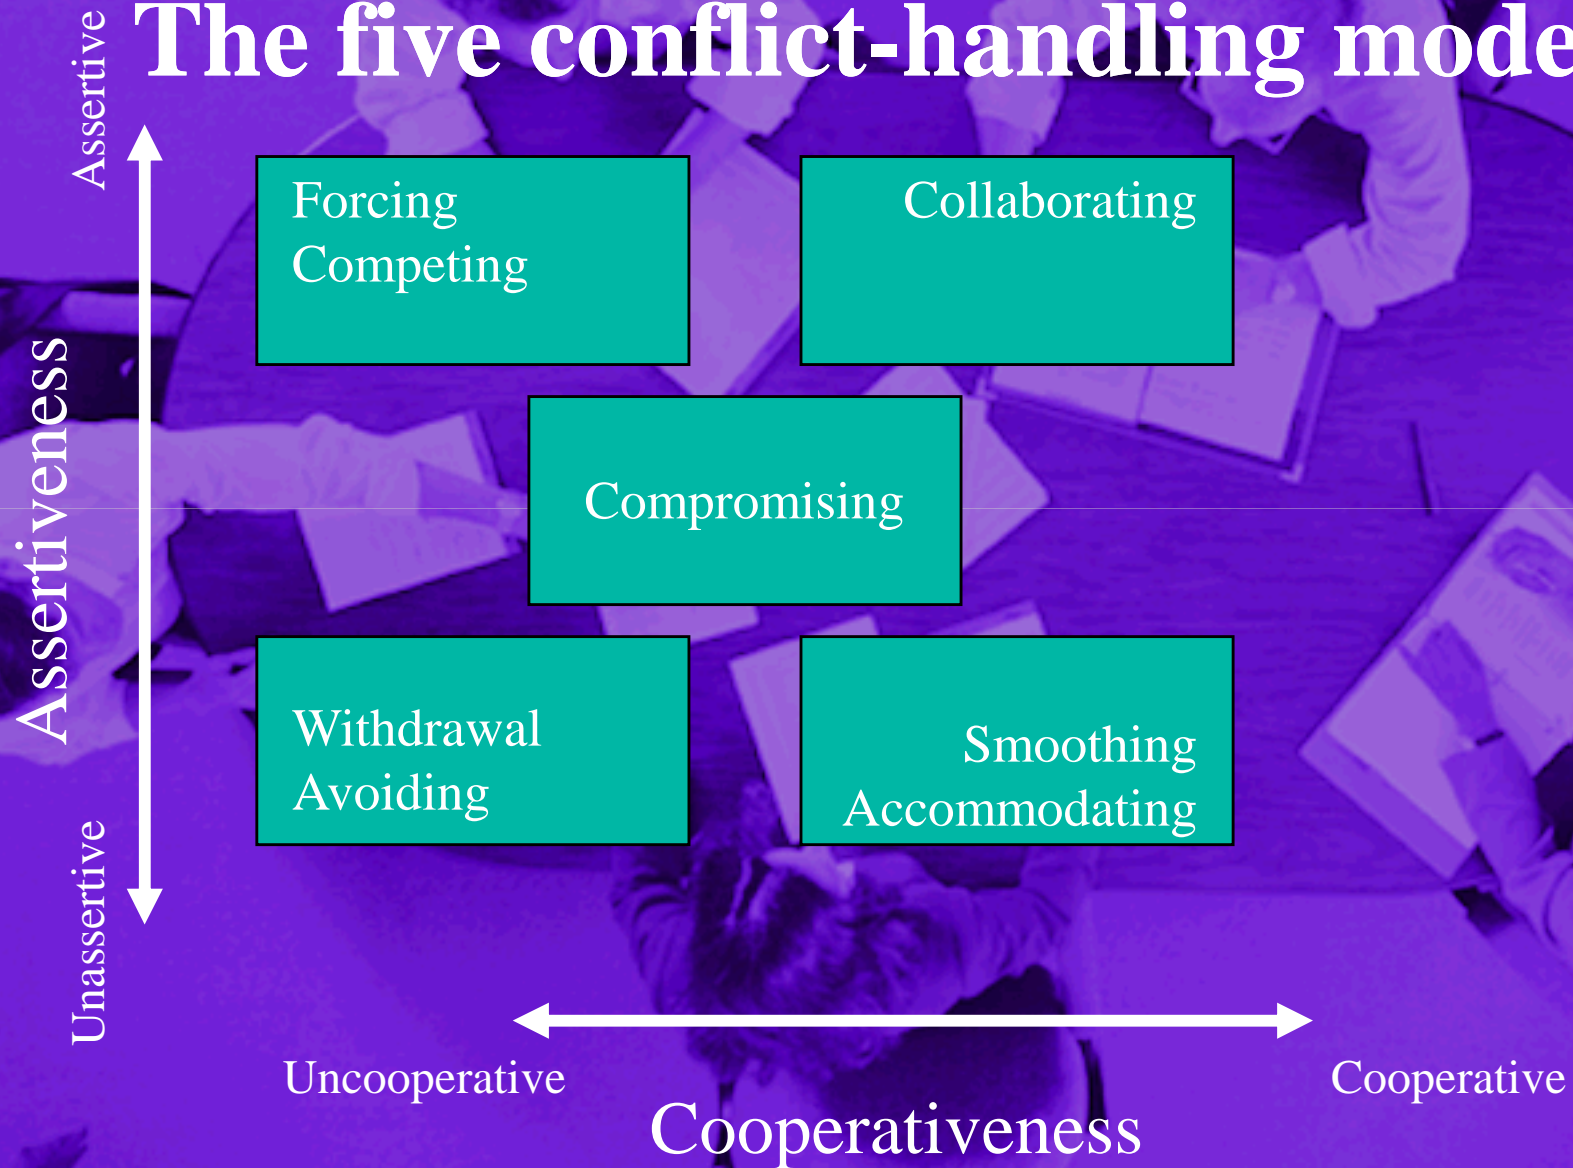 The five conflict-handling mode
Assertive
Forcing
Competing
Collaborating
Assertiveness
Compromising
Withdrawal
Avoiding
Smoothing
Accommodating
Unassertive
Uncooperative
Cooperative
Cooperativeness